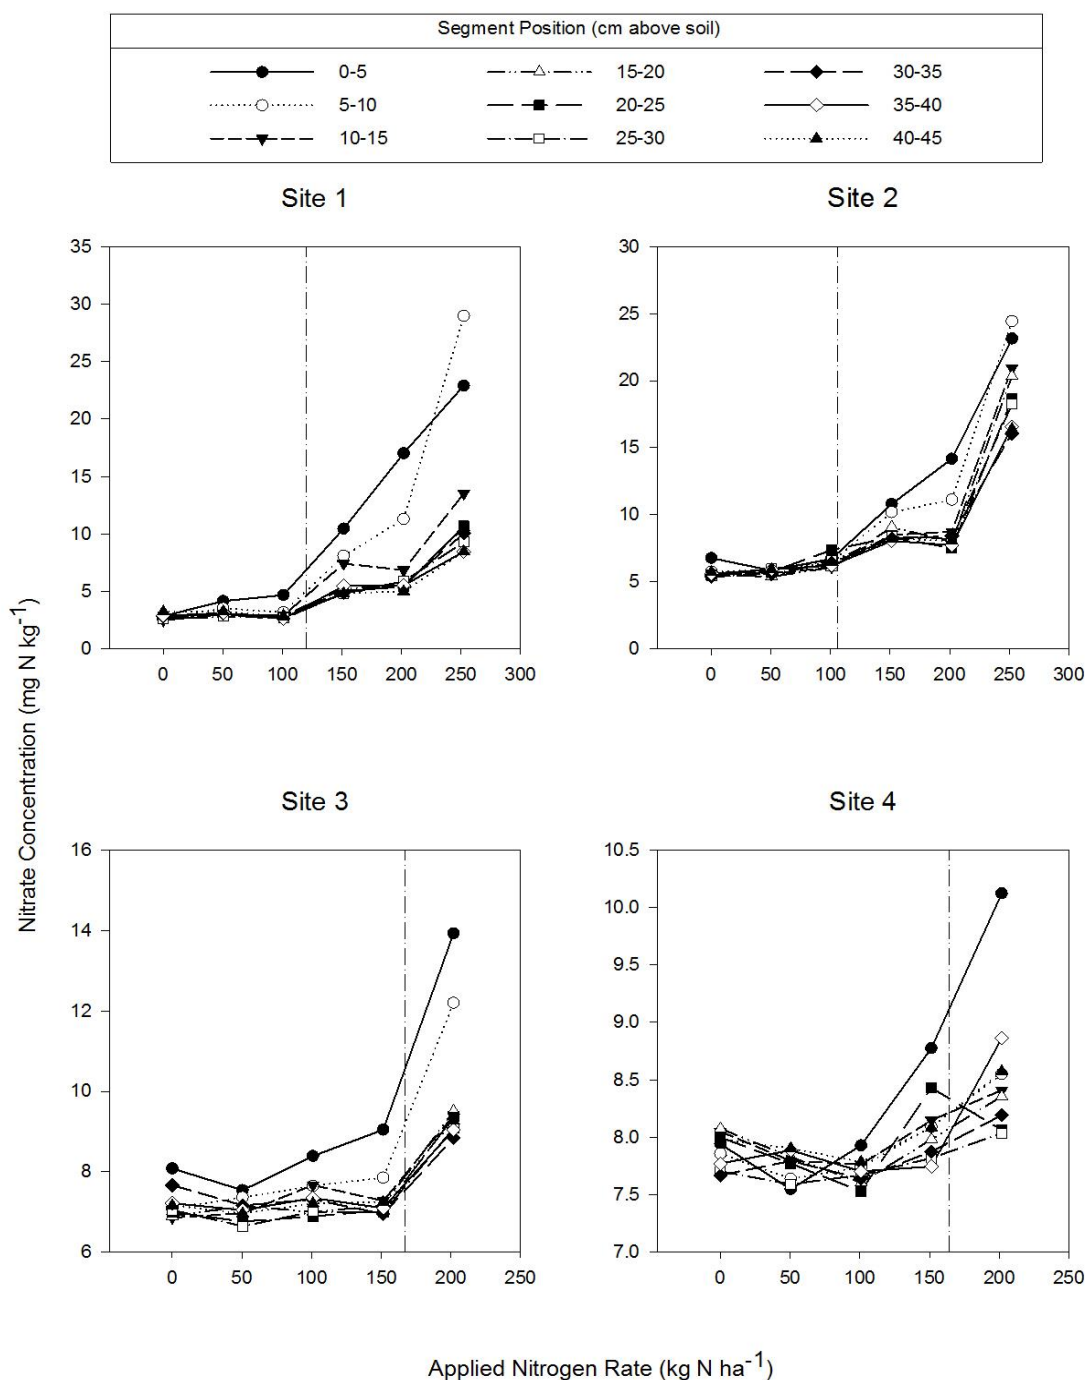 Segment Position (cm above soil)
0-5 15-20 30-35
5-10 20-25 35-40
10-15 25-30 40-45
Site 1 Site 2
35
30
25
20
15
10
5
0
0 50 100 150 200 250 300
30
25
20
15
10
5
0
0 50 100 150 200 250 300
Nitrate Concentration (mg N kg-1)
Site 3 Site 4
16
14
12
10
8
6
0 50 100 150 200 250
10.5
10.0
9.5
9.0
8.5
8.0
7.5
7.0
0 50 100 150 200 250
Applied Nitrogen Rate (kg N ha-1)